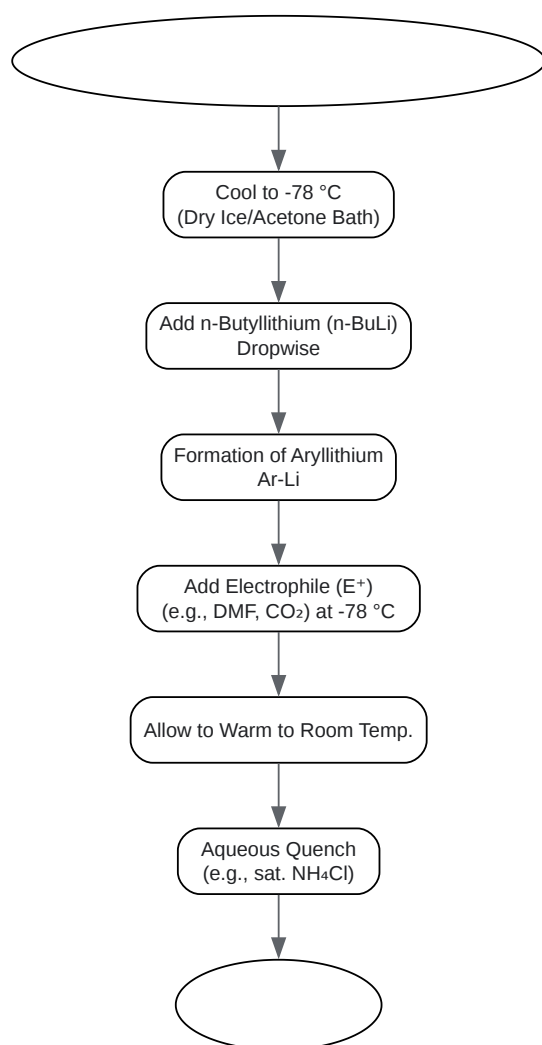 Cool to -78 °C
(Dry Ice/Acetone Bath)
Add n-Butyllithium (n-BuLi)
Dropwise
Formation of Aryllithium
Ar-Li
Add Electrophile (E⁺)
(e.g., DMF, CO₂) at -78 °C
Allow to Warm to Room Temp.
Aqueous Quench
(e.g., sat. NH₄Cl)